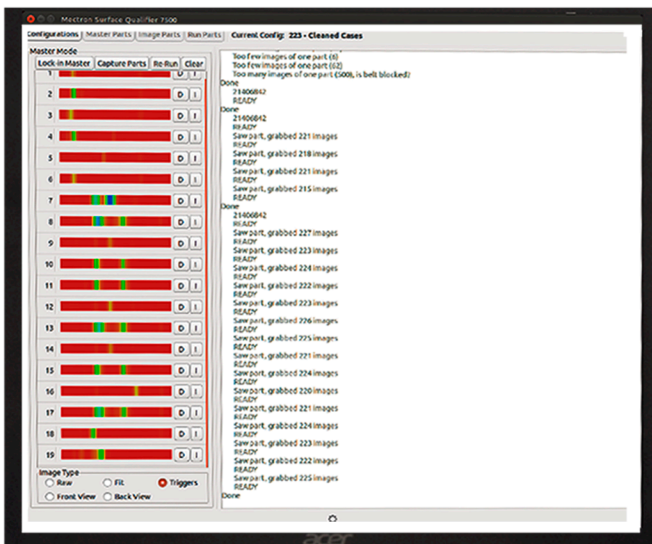 Mectron Surface Qualifier 7500
Configurations Master Parts Image Parts Run Parts Current Config: 223 - Cleaned Cases
Master Mode
Lock-in Master Capture Parts Re-Run Clear
Too few images of one part (8)
Too few images of one part (62)
Too many images of one part (500), is belt blocked?
Done
21406842
READY
Done
21406842
READY
Saw part, grabbed 221 images
READY
Saw part, grabbed 218 images
READY
Saw part, grabbed 221 images
READY
Saw part, grabbed 215 images
READY
Done
21406842
READY
Saw part, grabbed 227 images
READY
Saw part, grabbed 223 images
READY
Saw part, grabbed 224 images
READY
Saw part, grabbed 222 images
READY
Saw part, grabbed 223 images
READY
Saw part, grabbed 226 images
READY
Saw part, grabbed 225 images
READY
Saw part, grabbed 221 images
READY
Saw part, grabbed 224 images
READY
Saw part, grabbed 220 images
READY
Saw part, grabbed 221 images
READY
Saw part, grabbed 224 images
READY
Saw part, grabbed 223 images
READY
Saw part, grabbed 222 images
READY
Saw part, grabbed 225 images
READY
Done
1 D I
2 D I
3 D I
4 D I
5 D I
6 D I
7 D I
8 D I
9 D I
10 D I
11 D I
12 D I
13 D I
14 D I
15 D I
16 D I
17 D I
18 D I
19 D I
Image Type
Raw Fit Triggers
Front View Back View
acer